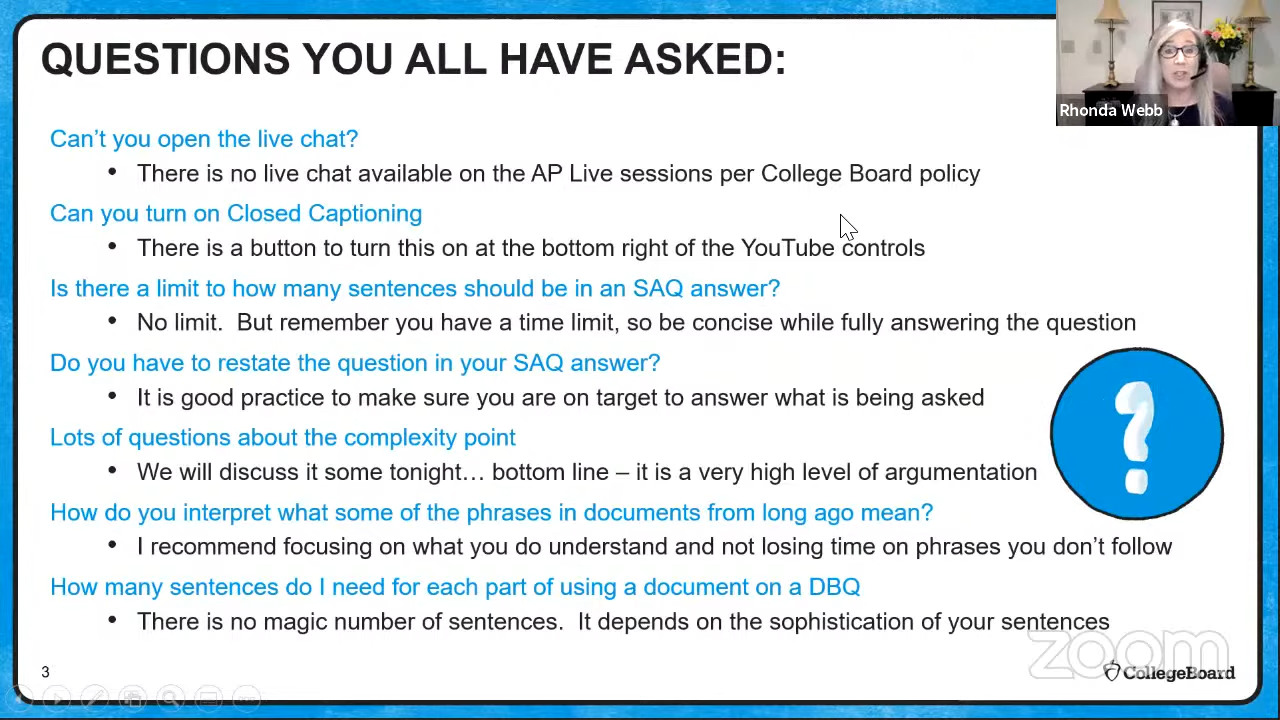 QUESTIONS YOU ALL HAVE ASKED:
Rhonda Webb
Can't you open the live chat?
• There is no live chat available on the AP Live sessions per College Board policy
Can you turn on Closed Captioning
• There is a button to turn this on at the bottom right of the YouTube controls
Is there a limit to how many sentences should be in an SAQ answer?
• No limit.  But remember you have a time limit, so be concise while fully answering the question
Do you have to restate the question in your SAQ answer?
• It is good practice to make sure you are on target to answer what is being asked
Lots of questions about the complexity point
• We will discuss it some tonight… bottom line – it is a very high level of argumentation
How do you interpret what some of the phrases in documents from long ago mean?
• I recommend focusing on what you do understand and not losing time on phrases you don't follow
How many sentences do I need for each part of using a document on a DBQ
• There is no magic number of sentences.  It depends on the sophistication of your sentences
zoom
3
CollegeBoard